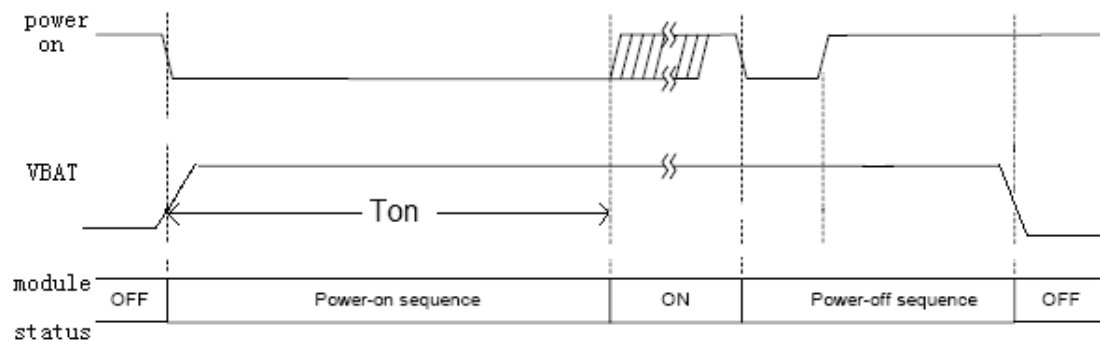 power
on
VBAT
Ton
module
status
OFF
Power-on sequence
ON
Power-off sequence
OFF